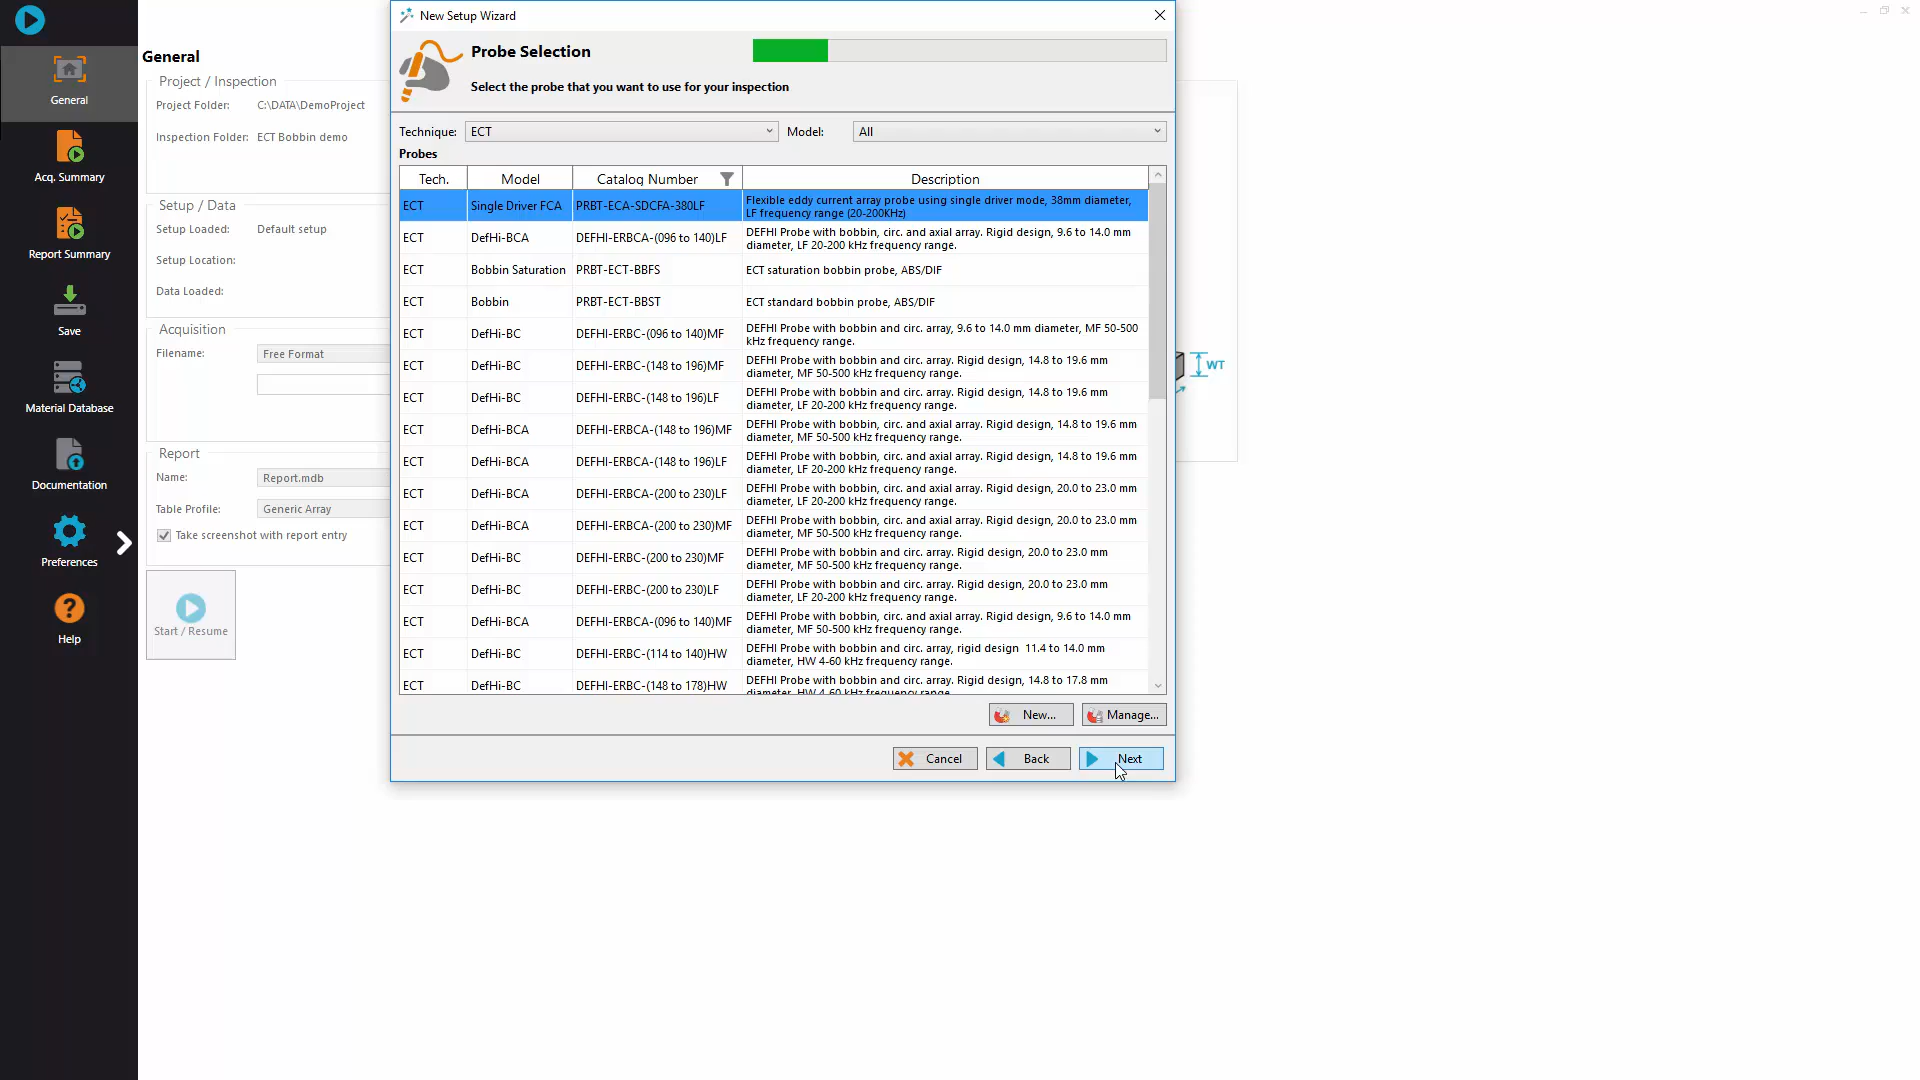 New Setup Wizard
Probe Selection
Select the probe that you want to use for your inspection
Technique: ECT Model: All
Probes
Tech. Model Catalog Number Description
ECT Single Driver FCA PRBT-ECA-SDCFA-380LF Flexible eddy current array probe using single driver mode, 38mm diameter,
LF frequency range (20-200KHz)
ECT DefHi-BCA DEFHI-ERBCA-(096 to 140)LF DEFHI Probe with bobbin, circ. and axial array. Rigid design, 9.6 to 14.0 mm
diameter, LF 20-200 kHz frequency range.
ECT Bobbin Saturation PRBT-ECT-BBFS ECT saturation bobbin probe, ABS/DIF
ECT Bobbin PRBT-ECT-BBST ECT standard bobbin probe, ABS/DIF
ECT DefHi-BC DEFHI-ERBC-(096 to 140)MF DEFHI Probe with bobbin and circ. array, 9.6 to 14.0 mm diameter, MF 50-500
kHz frequency range.
ECT DefHi-BC DEFHI-ERBC-(148 to 196)MF DEFHI Probe with bobbin and circ. array. Rigid design, 14.8 to 19.6 mm
diameter, MF 50-500 kHz frequency range.
ECT DefHi-BC DEFHI-ERBC-(148 to 196)LF DEFHI Probe with bobbin and circ. array. Rigid design, 14.8 to 19.6 mm
diameter, LF 20-200 kHz frequency range.
ECT DefHi-BCA DEFHI-ERBCA-(148 to 196)MF DEFHI Probe with bobbin, circ. and axial array. Rigid design, 14.8 to 19.6 mm
diameter, MF 50-500 kHz frequency range.
ECT DefHi-BCA DEFHI-ERBCA-(148 to 196)LF DEFHI Probe with bobbin, circ. and axial array. Rigid design, 14.8 to 19.6 mm
diameter, LF 20-200 kHz frequency range.
ECT DefHi-BCA DEFHI-ERBCA-(200 to 230)LF DEFHI Probe with bobbin, circ. and axial array. Rigid design, 20.0 to 23.0 mm
diameter, LF 20-200 kHz frequency range.
ECT DefHi-BCA DEFHI-ERBCA-(200 to 230)MF DEFHI Probe with bobbin, circ. and axial array. Rigid design, 20.0 to 23.0 mm
diameter, MF 50-500 kHz frequency range.
ECT DefHi-BC DEFHI-ERBC-(200 to 230)MF DEFHI Probe with bobbin and circ. array. Rigid design, 20.0 to 23.0 mm
diameter, MF 50-500 kHz frequency range.
ECT DefHi-BC DEFHI-ERBC-(200 to 230)LF DEFHI Probe with bobbin and circ. array. Rigid design, 20.0 to 23.0 mm
diameter, LF 20-200 kHz frequency range.
ECT DefHi-BCA DEFHI-ERBCA-(096 to 140)MF DEFHI Probe with bobbin, circ. and axial array. Rigid design, 9.6 to 14.0 mm
diameter, MF 50-500 kHz frequency range.
ECT DefHi-BC DEFHI-ERBC-(114 to 140)HW DEFHI Probe with bobbin and circ. array, rigid design 11.4 to 14.0 mm
diameter, HW 4-60 kHz frequency range.
ECT DefHi-BC DEFHI-ERBC-(148 to 178)HW DEFHI Probe with bobbin and circ. array. Rigid design, 14.8 to 17.8 mm
diameter, HW 4-60 kHz frequency range
New... Manage...
Cancel Back Next
General
Acq. Summary
Report Summary
Save
Material Database
Documentation
Preferences
Help
General
Project / Inspection
Project Folder: C:\DATA\DemoProject
Inspection Folder: ECT Bobbin demo
Setup / Data
Setup Loaded: Default setup
Setup Location:
Data Loaded:
Acquisition
Filename: Free Format
Report
Name: Report.mdb
Table Profile: Generic Array
Take screenshot with report entry
Start / Resume
WT